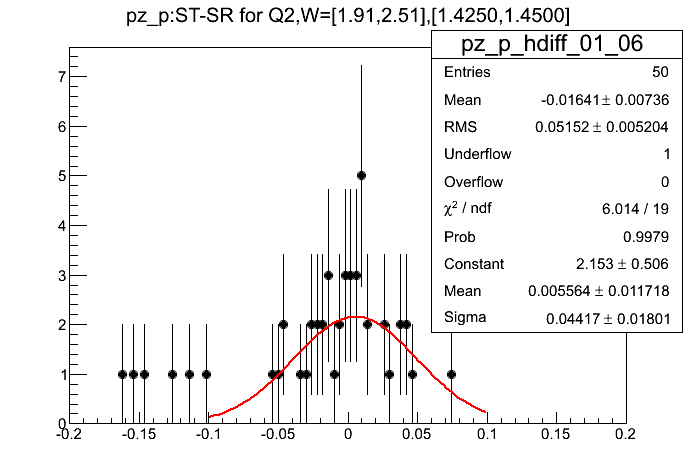 pz_p:ST-SR for Q2,W=[1.91,2.51],[1.4250,1.4500]
pz_p_hdiff_01_06
Entries 50
Mean -0.01641 ± 0.00736
RMS 0.05152 ± 0.005204
Underflow 1
Overflow 0
χ² / ndf 6.014 / 19
Prob 0.9979
Constant 2.153 ± 0.506
Mean 0.005564 ± 0.011718
Sigma 0.04417 ± 0.01801
7
6
5
4
3
2
1
0
-0.2 -0.15 -0.1 -0.05 0 0.05 0.1 0.15 0.2